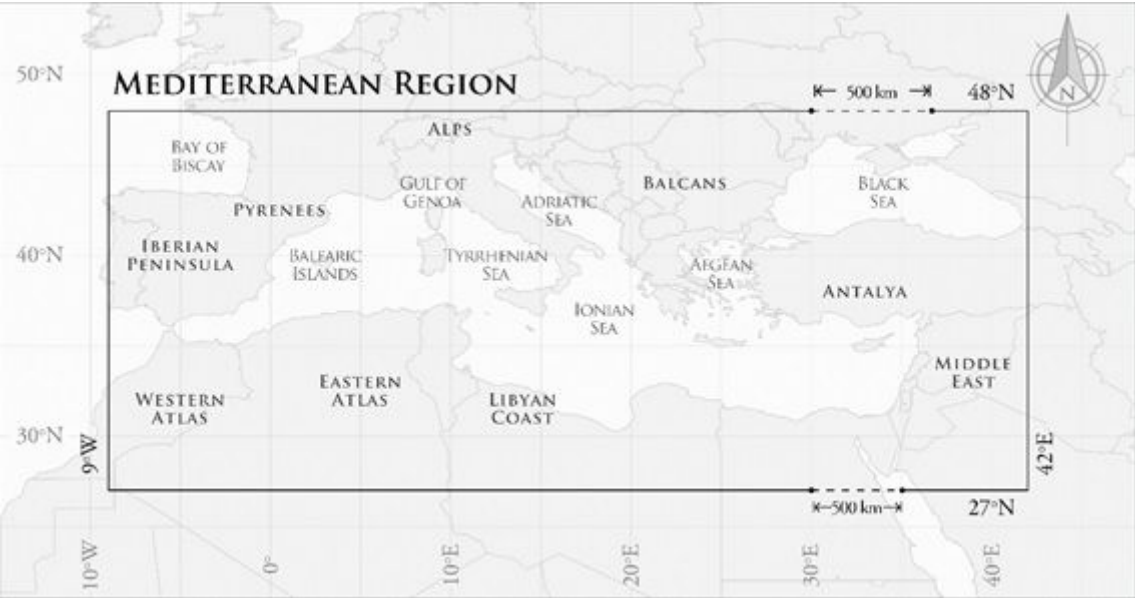 50°N
MEDITERRANEAN REGION
500 km
48°N
N
ALPS
BAY OF
BISCAY
GULF OF
GENOA
BALCANS
BLACK
SEA
PYRENEES
ADRIATIC
SEA
40°N
IBERIAN
PENINSULA
BALEARIC
ISLANDS
TYRRHENIAN
SEA
AEGEAN
SEA
ANTALYA
IONIAN
SEA
MIDDLE
EAST
EASTERN
ATLAS
WESTERN
ATLAS
LIBYAN
COAST
30°N
9°W
42°E
500 km
27°N
10°W
0°
10°E
20°E
30°E
40°E